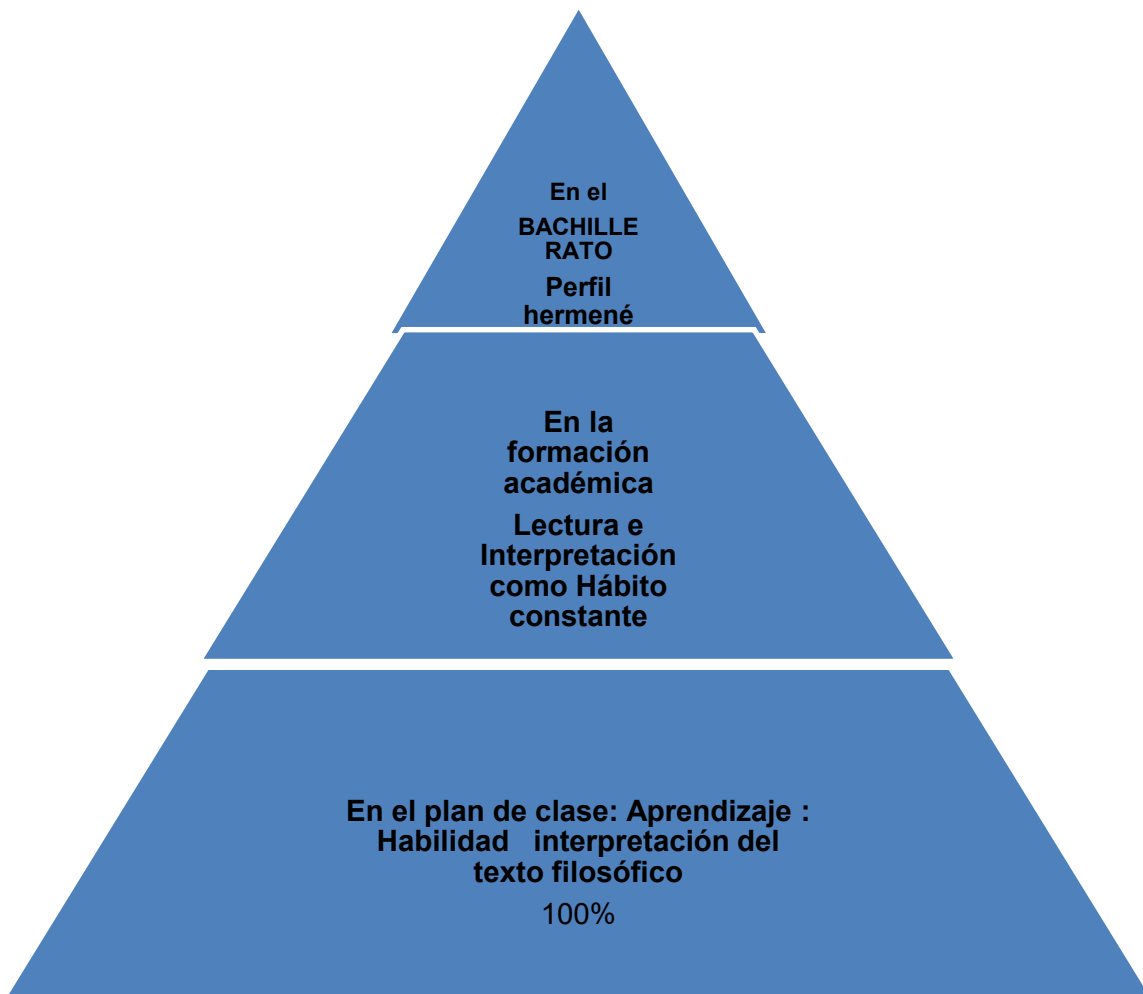 En el
BACHILLE
RATO
Perfil
hermené
En la
formación
académica
Lectura e
Interpretación
como Hábito
constante
En el plan de clase: Aprendizaje :
Habilidad interpretación del
texto filosófico
100%